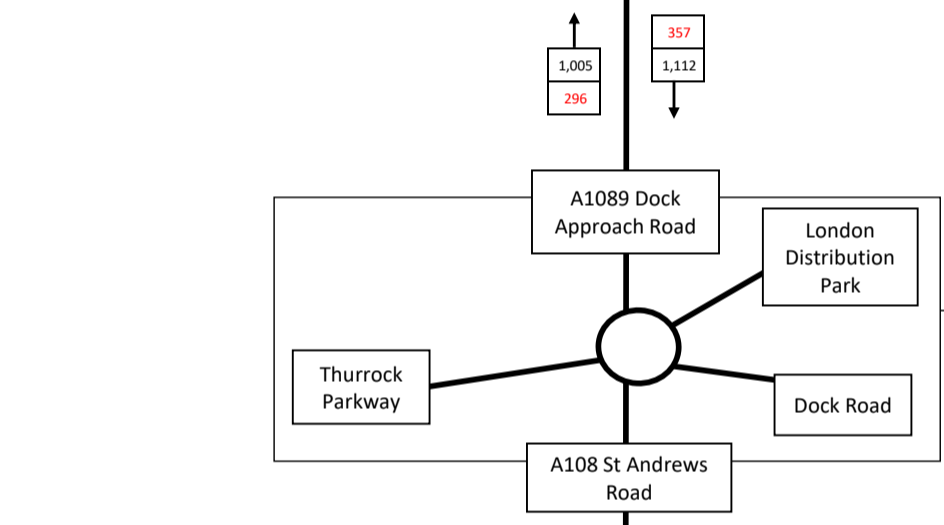 357
1,005
1,112
296
A1089 Dock
Approach Road
London
Distribution
Park
Thurrock
Parkway
Dock Road
A108 St Andrews
Road